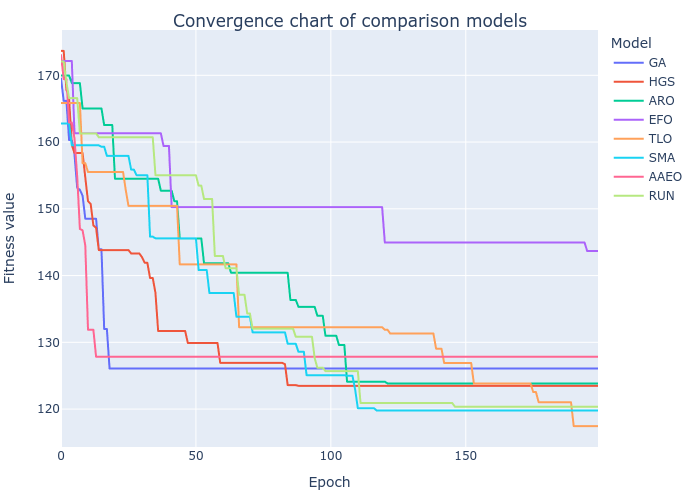 Convergence chart of comparison models
Model
GA
HGS
ARO
EFO
TLO
SMA
AAEO
RUN
Fitness value
170
160
150
140
130
120
0
50
100
150
Epoch